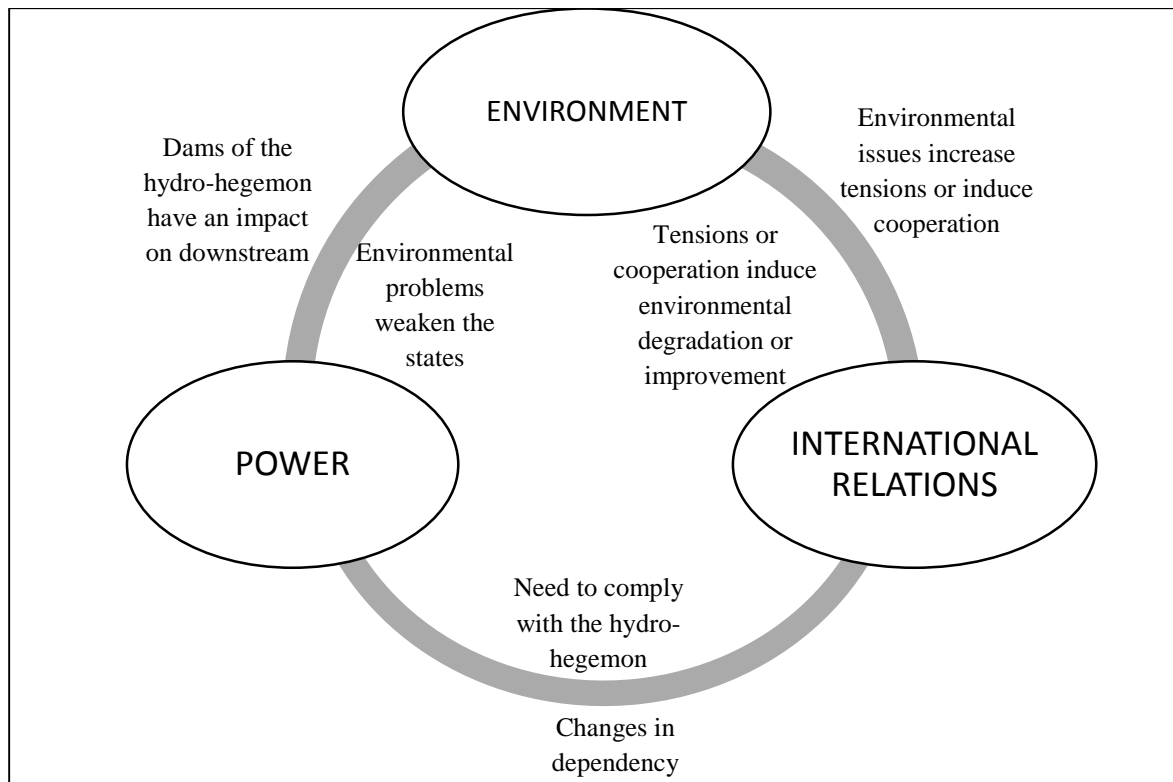 ENVIRONMENT
Dams of the
hydro-hegemon
have an impact
on downstream
Environmental
issues increase
tensions or induce
cooperation
Environmental
problems
weaken the
states
Tensions or
cooperation induce
environmental
degradation or
improvement
POWER
INTERNATIONAL
RELATIONS
Need to comply
with the hydro-
hegemon
Changes in
dependency